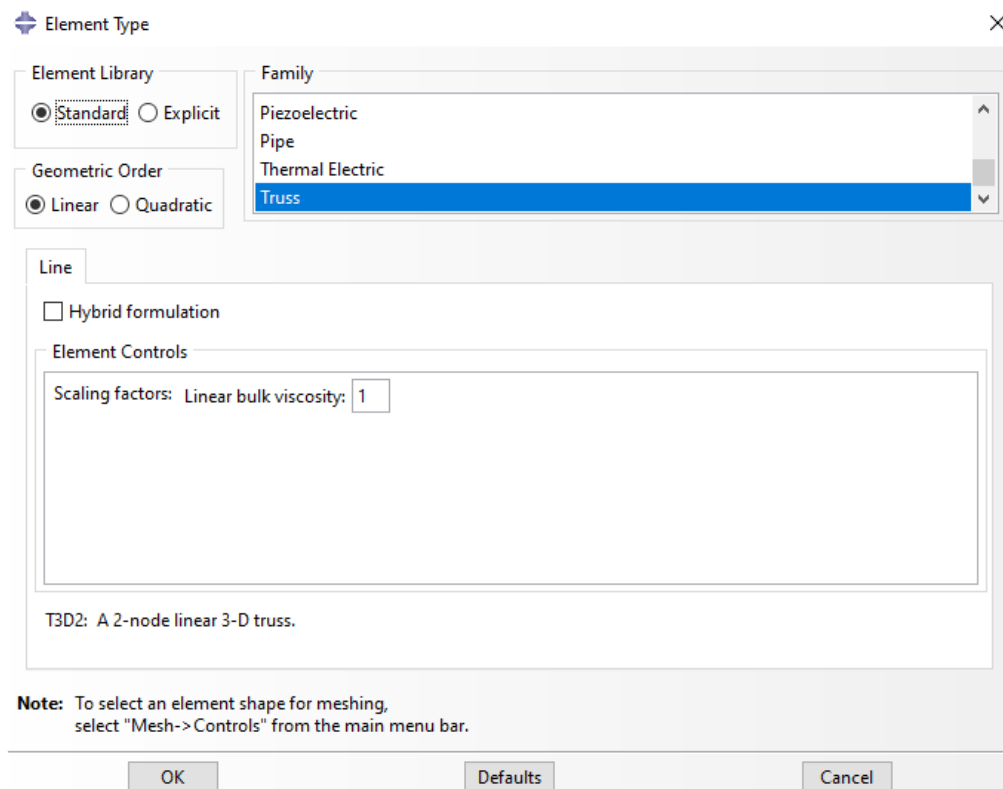 Element Type
Element Library
Standard Explicit
Geometric Order
Linear Quadratic
Family
Piezoelectric
Pipe
Thermal Electric
Truss
Line
Hybrid formulation
Element Controls
Scaling factors: Linear bulk viscosity: 1
T3D2: A 2-node linear 3-D truss.
Note: To select an element shape for meshing,
select "Mesh->Controls" from the main menu bar.
OK Defaults Cancel